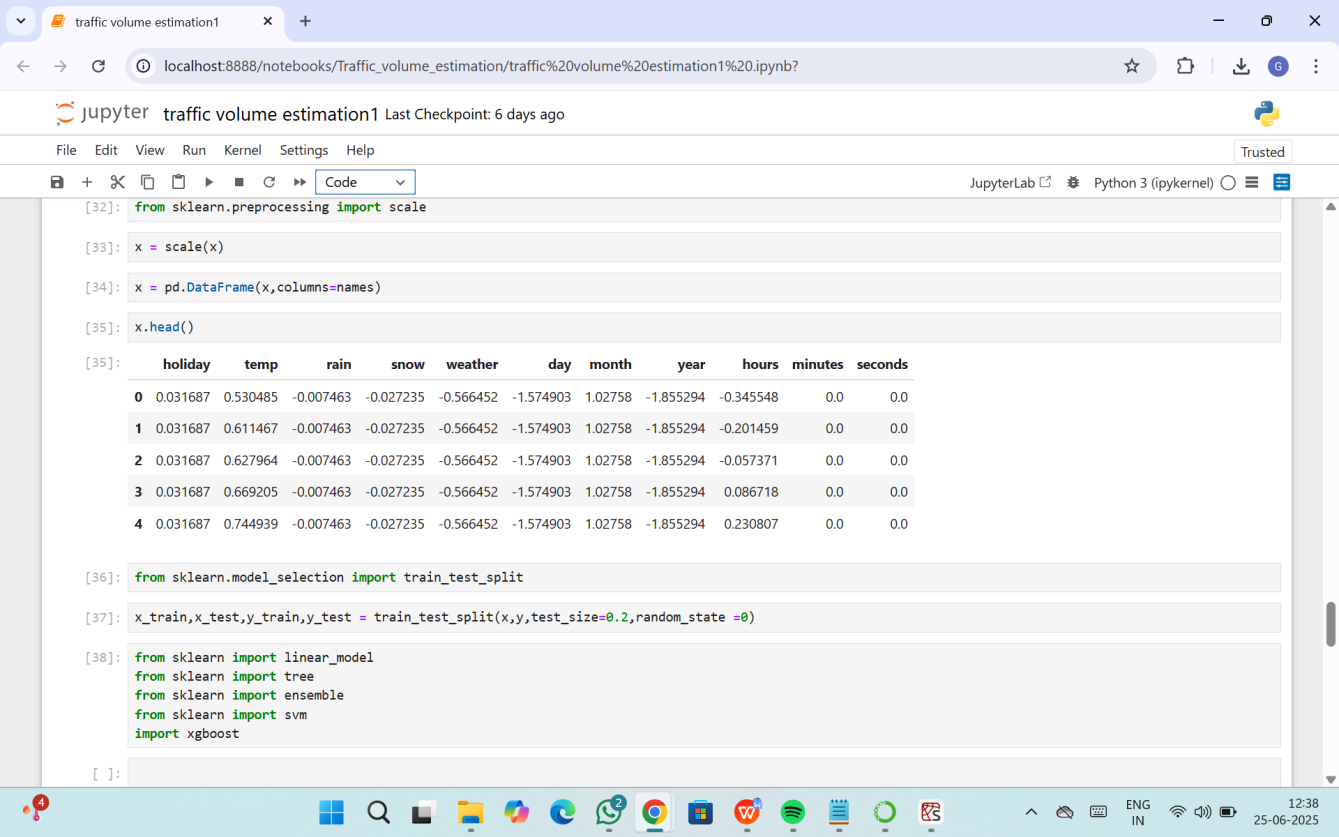 traffic volume estimation1
localhost:8888/notebooks/Traffic_volume_estimation/traffic%20volume%20estimation1%20.ipynb?
G
jupyter traffic volume estimation1 Last Checkpoint: 6 days ago
File Edit View Run Kernel Settings Help
Trusted
Code
JupyterLab Python 3 (ipykernel)
[32]: from sklearn.preprocessing import scale
[33]: x = scale(x)
[34]: x = pd.DataFrame(x,columns=names)
[35]: x.head()
[35]: holiday temp rain snow weather day month year hours minutes seconds
0 0.031687 0.530485 -0.007463 -0.027235 -0.566452 -1.574903 1.02758 -1.855294 -0.345548 0.0 0.0
1 0.031687 0.611467 -0.007463 -0.027235 -0.566452 -1.574903 1.02758 -1.855294 -0.201459 0.0 0.0
2 0.031687 0.627964 -0.007463 -0.027235 -0.566452 -1.574903 1.02758 -1.855294 -0.057371 0.0 0.0
3 0.031687 0.669205 -0.007463 -0.027235 -0.566452 -1.574903 1.02758 -1.855294 0.086718 0.0 0.0
4 0.031687 0.744939 -0.007463 -0.027235 -0.566452 -1.574903 1.02758 -1.855294 0.230807 0.0 0.0
[36]: from sklearn.model_selection import train_test_split
[37]: x_train,x_test,y_train,y_test = train_test_split(x,y,test_size=0.2,random_state =0)
[38]: from sklearn import linear_model
from sklearn import tree
from sklearn import ensemble
from sklearn import svm
import xgboost
[ ]:
4
2
W
ENG
IN
12:38
25-06-2025